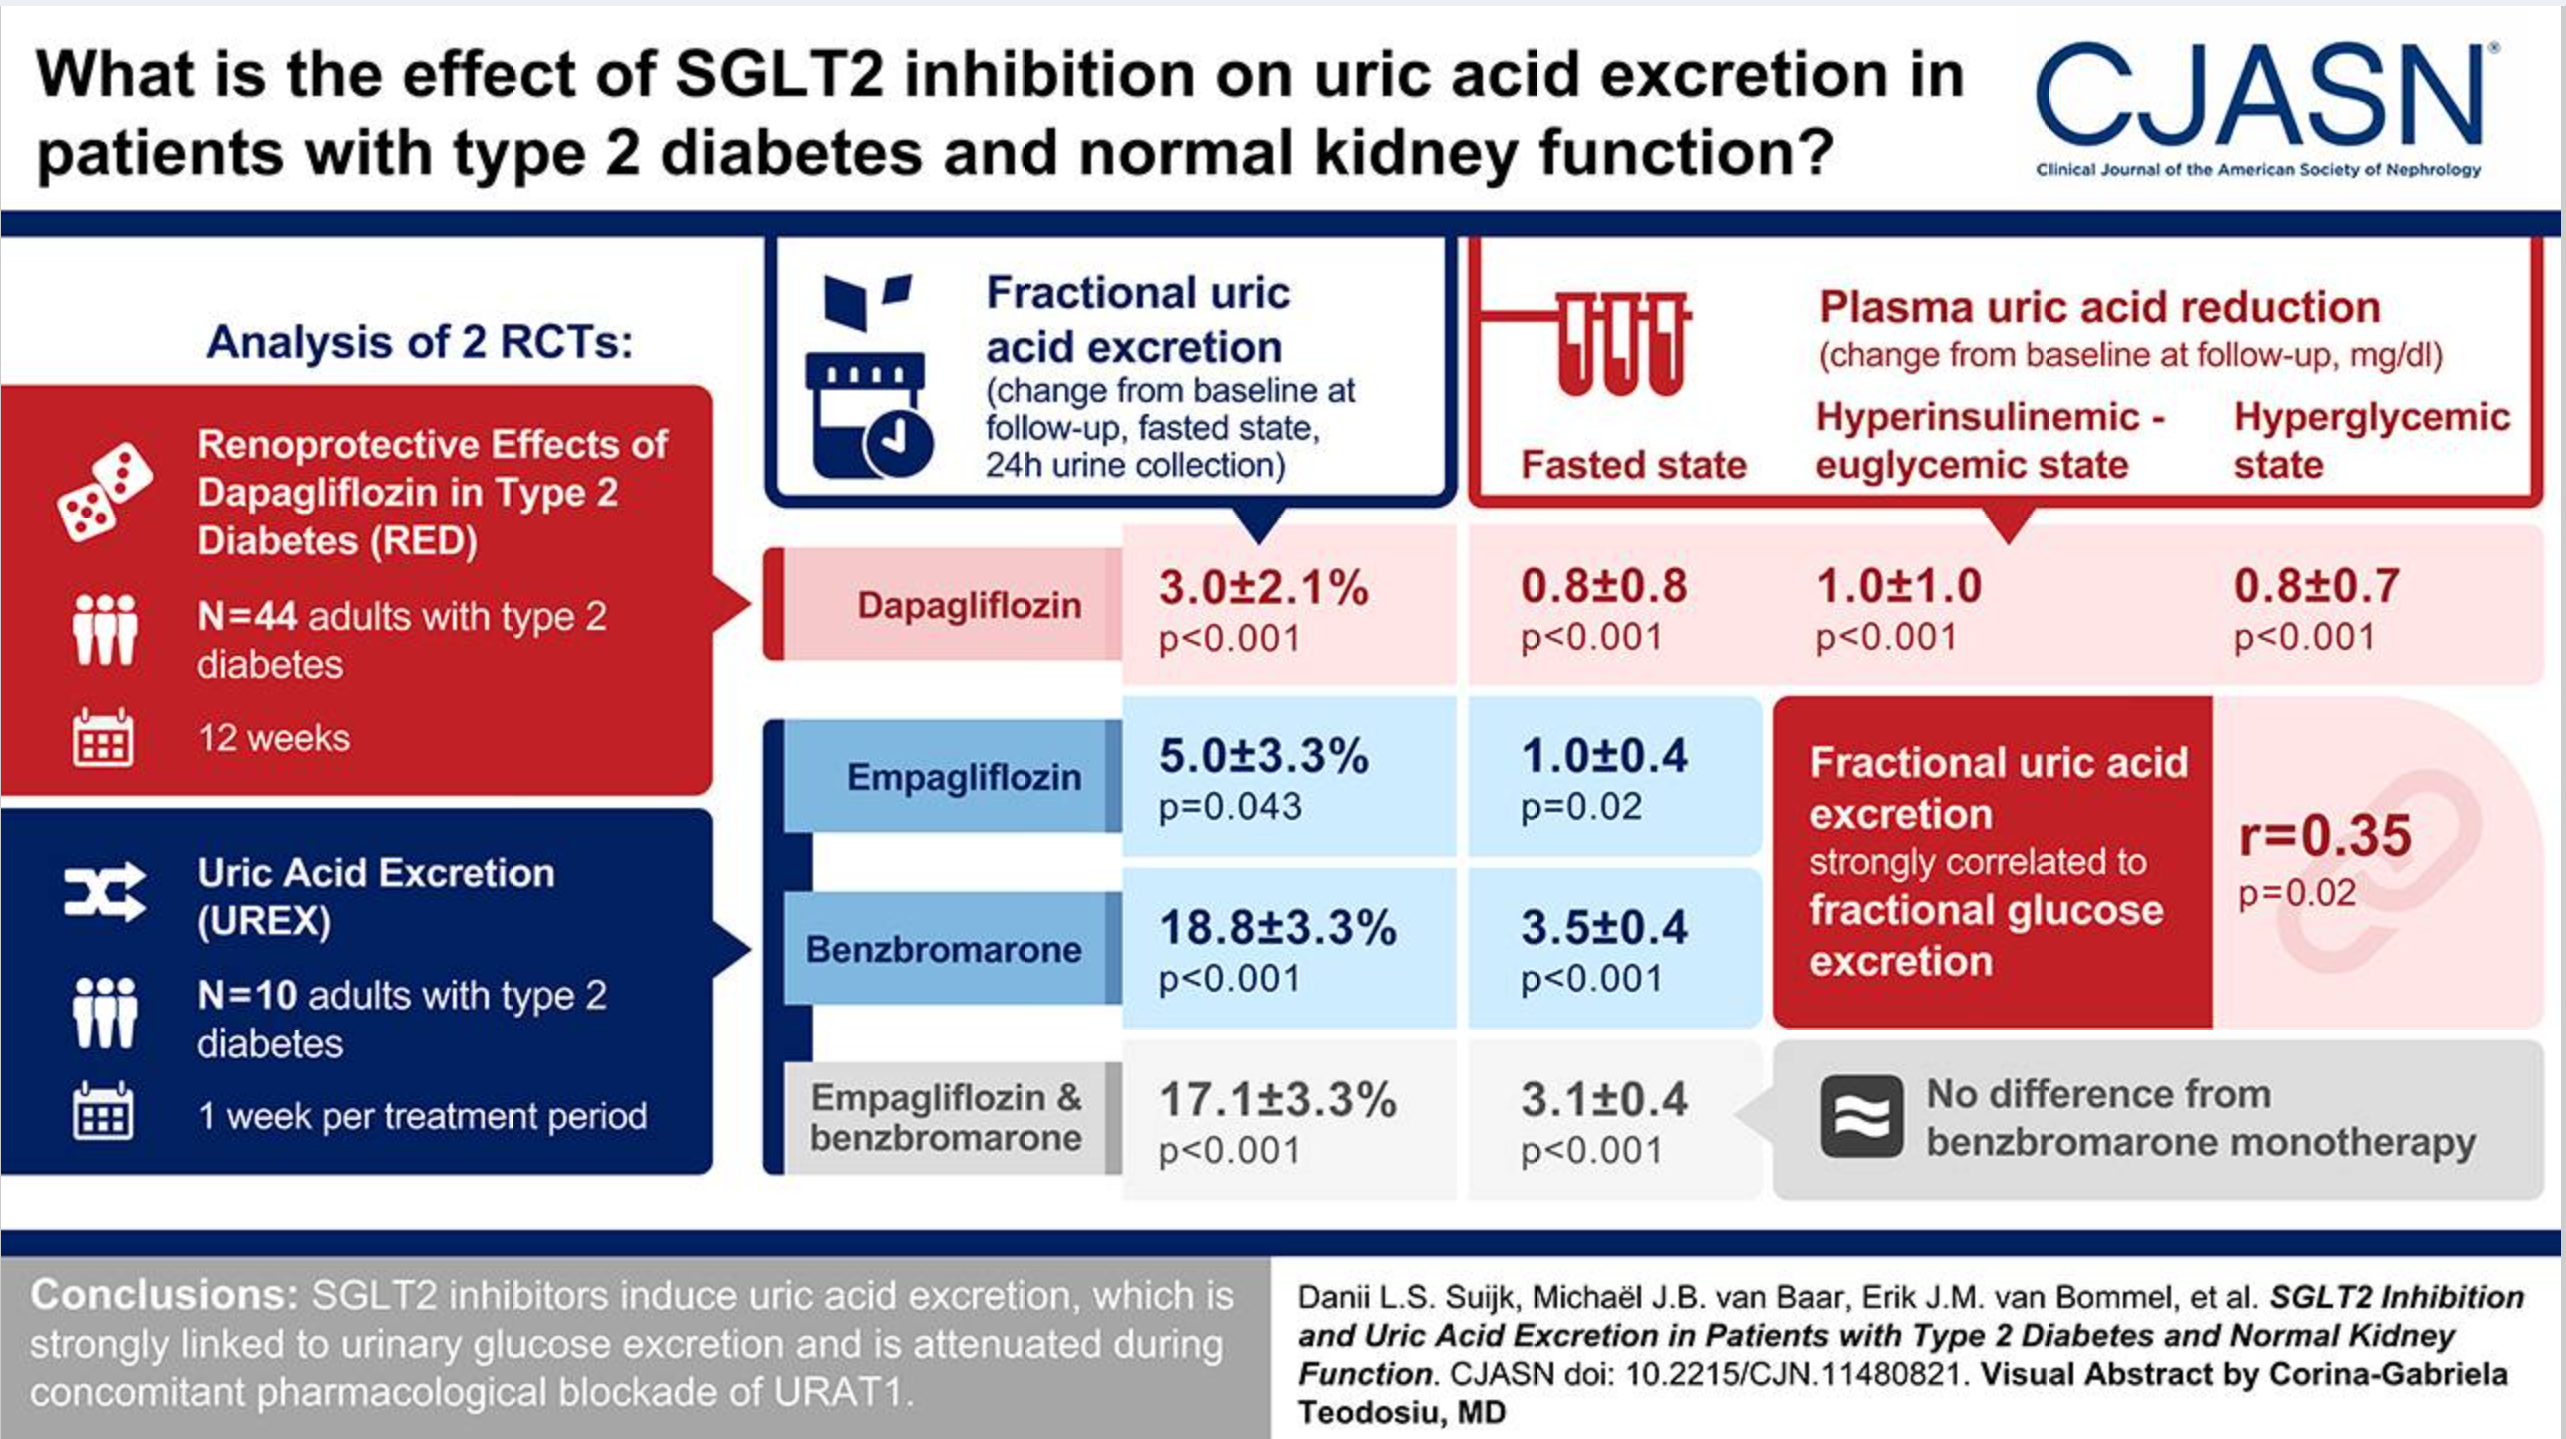 What is the effect of SGLT2 inhibition on uric acid excretion in
patients with type 2 diabetes and normal kidney function?
CJASN®
Clinical Journal of the American Society of Nephrology
Analysis of 2 RCTs:
Renoprotective Effects of
Dapagliflozin in Type 2
Diabetes (RED)
N=44 adults with type 2
diabetes
12 weeks
Uric Acid Excretion
(UREX)
N=10 adults with type 2
diabetes
1 week per treatment period
Fractional uric
acid excretion
(change from baseline at
follow-up, fasted state,
24h urine collection)
Plasma uric acid reduction
(change from baseline at follow-up, mg/dl)
Fasted state
Hyperinsulinemic -
euglycemic state
Hyperglycemic
state
Dapagliflozin
3.0±2.1%
p<0.001
0.8±0.8
p<0.001
1.0±1.0
p<0.001
0.8±0.7
p<0.001
Empagliflozin
5.0±3.3%
p=0.043
1.0±0.4
p=0.02
Benzbromarone
18.8±3.3%
p<0.001
3.5±0.4
p<0.001
Empagliflozin &
benzbromarone
17.1±3.3%
p<0.001
3.1±0.4
p<0.001
Fractional uric acid
excretion
strongly correlated to
fractional glucose
excretion
r=0.35
p=0.02
No difference from
benzbromarone monotherapy
Conclusions: SGLT2 inhibitors induce uric acid excretion, which is
strongly linked to urinary glucose excretion and is attenuated during
concomitant pharmacological blockade of URAT1.
Danii L.S. Suijk, Michaël J.B. van Baar, Erik J.M. van Bommel, et al. SGLT2 Inhibition
and Uric Acid Excretion in Patients with Type 2 Diabetes and Normal Kidney
Function. CJASN doi: 10.2215/CJN.11480821. Visual Abstract by Corina-Gabriela
Teodosiu, MD